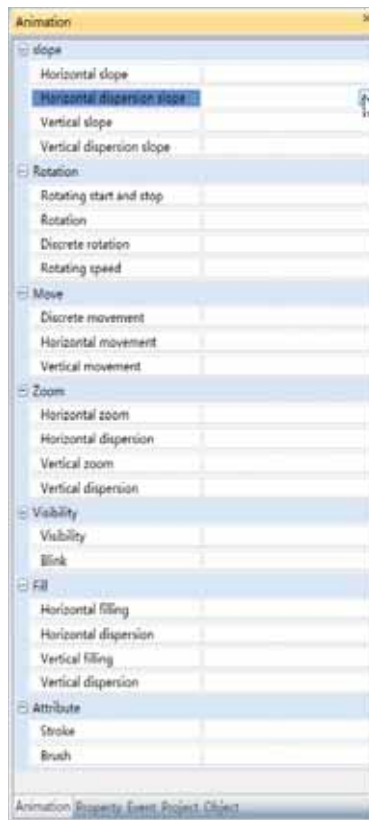 Animation
slope
Horizontal slope
Horizontal dispersion slope
Vertical slope
Vertical dispersion slope
Rotation
Rotating start and stop
Rotation
Discrete rotation
Rotating speed
Move
Discrete movement
Horizontal movement
Vertical movement
Zoom
Horizontal zoom
Horizontal dispersion
Vertical zoom
Vertical dispersion
Visibility
Visibility
Blink
Fill
Horizontal filling
Horizontal dispersion
Vertical filling
Vertical dispersion
Attribute
Stroke
Brush
Animation Property Event Project Object